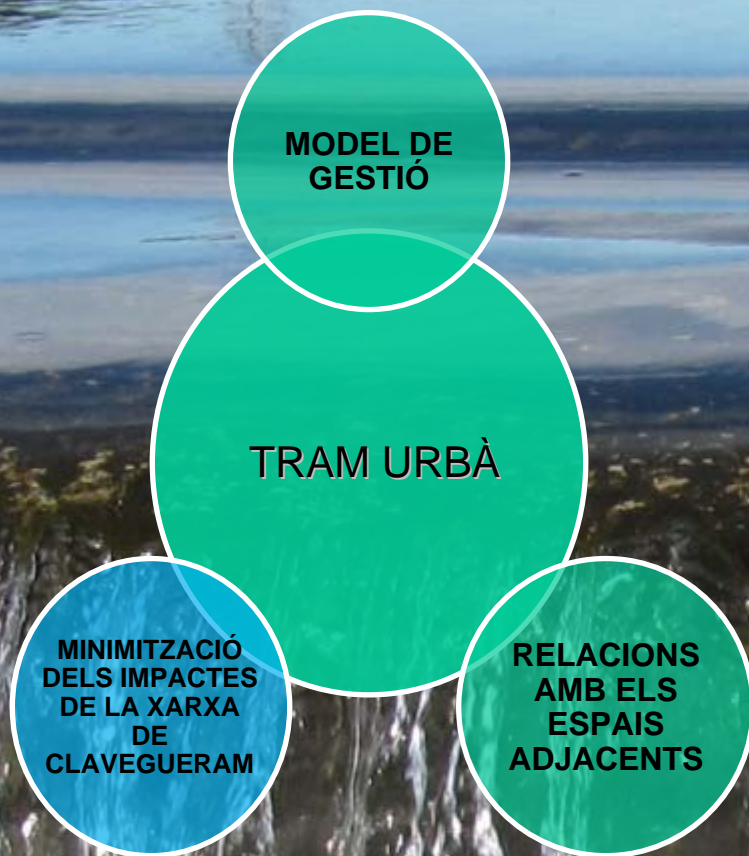 MODEL DE
GESTIÓ
TRAM URBÀ
MINIMITZACIÓ
DELS IMPACTES
DE LA XARXA
DE
CLAVEGUERAM
RELACIONS
AMB ELS
ESPAIS
ADJACENTS